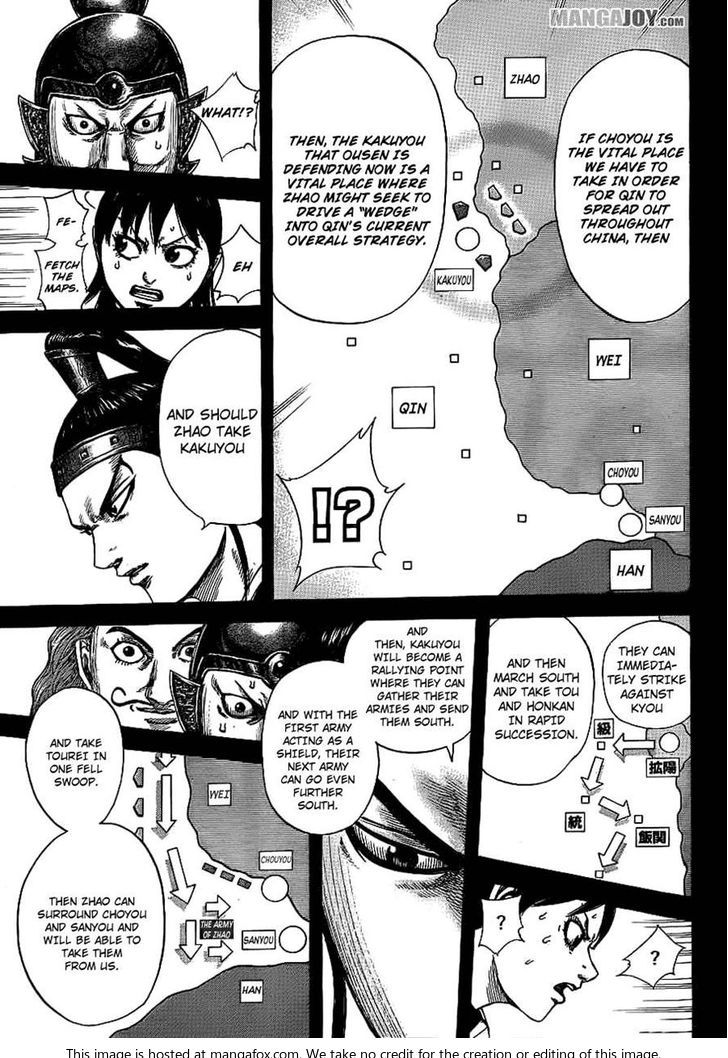 MANGAJOY.com
ZHAO
IF CHOYOU IS
THE VITAL PLACE
WE HAVE TO
TAKE IN ORDER
FOR QIN TO
SPREAD OUT
THROUGHOUT
CHINA, THEN
THEN, THE KAKUYOU
THAT OUSEN IS
DEFENDING NOW IS A
VITAL PLACE WHERE
ZHAO MIGHT SEEK TO
DRIVE A "WEDGE"
INTO QIN'S CURRENT
OVERALL STRATEGY.
KAKUYOU
WEI
QIN
CHOYOU
SANYOU
HAN
!?
WHAT!?
EH
FE-
FETCH
THE
MAPS.
AND SHOULD
ZHAO TAKE
KAKUYOU
THEY CAN
IMMEDIA-
TELY STRIKE
AGAINST
KYOU
AND THEN
MARCH SOUTH
AND TAKE TOU
AND HONKAN
IN RAPID
SUCCESSION.
級
拡陽
統
飯関
?
?
AND
THEN, KAKUYOU
WILL BECOME A
RALLYING POINT
WHERE THEY CAN
GATHER THEIR
ARMIES AND SEND
THEM SOUTH.
AND WITH THE
FIRST ARMY
ACTING AS A
SHIELD, THEIR
NEXT ARMY
CAN GO EVEN
FURTHER
SOUTH.
AND TAKE
TOUREI IN
ONE FELL
SWOOP.
WEI
CHOUYOU
THE ARMY
OF ZHAO
SANYOU
HAN
THEN ZHAO CAN
SURROUND CHOYOU
AND SANYOU AND
WILL BE ABLE TO
TAKE THEM
FROM US.
This image is hosted at mangafox.com. We take no credit for the creation or editing of this image.